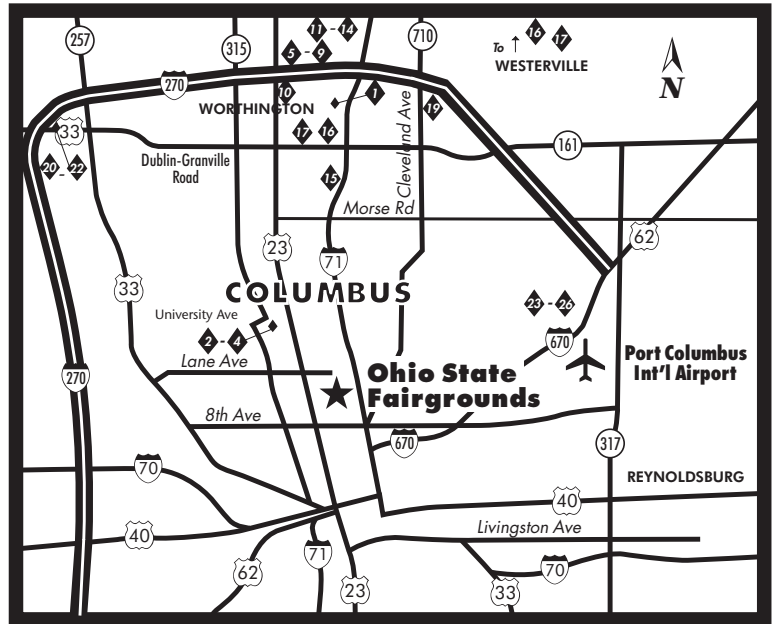 257
315
11 - 14
710
To ↑ 16 17
WESTERVILLE
5 - 9
N
270
10
WORTHINGTON
1
19
33
17 16
Cleveland Ave
161
20 - 22
Dublin-Granville
Road
15
Morse Rd
23
62
71
33
COLUMBUS
23 - 26
University Ave
2 - 4
670
Lane Ave
270
Port Columbus
Int'l Airport
Ohio State
Fairgrounds
8th Ave
670
317
70
REYNOLDSBURG
40
40
Livingston Ave
71
62
70
23
33